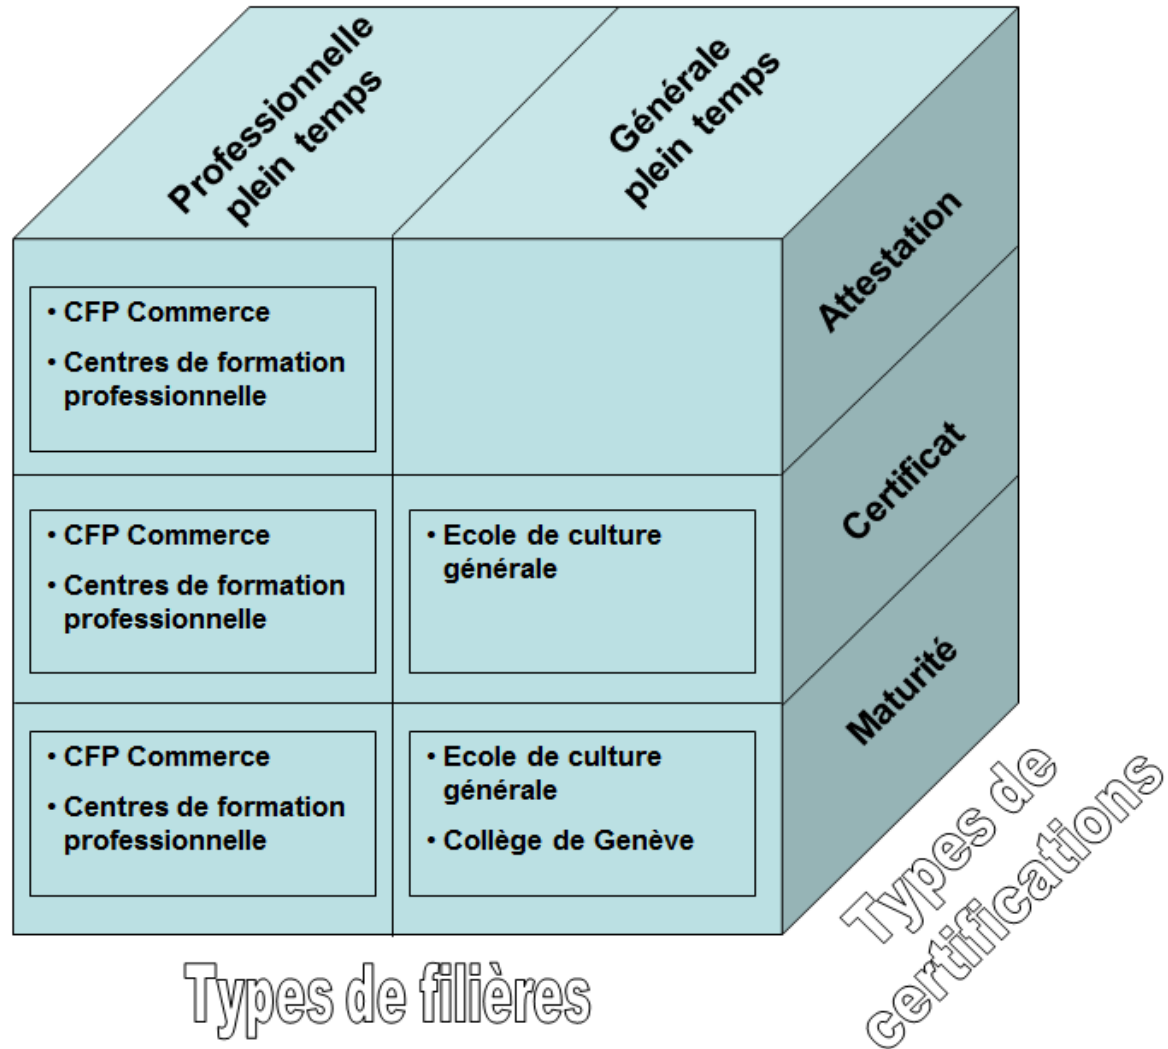 Professionnelle
plein temps
Générale
plein temps
• CFP Commerce
• Centres de formation
professionnelle
Attestation
• CFP Commerce
• Centres de formation
professionnelle
• Ecole de culture
générale
Certificat
• CFP Commerce
• Centres de formation
professionnelle
• Ecole de culture
générale
• Collège de Genève
Maturité
Types de filières
Types de
certifications